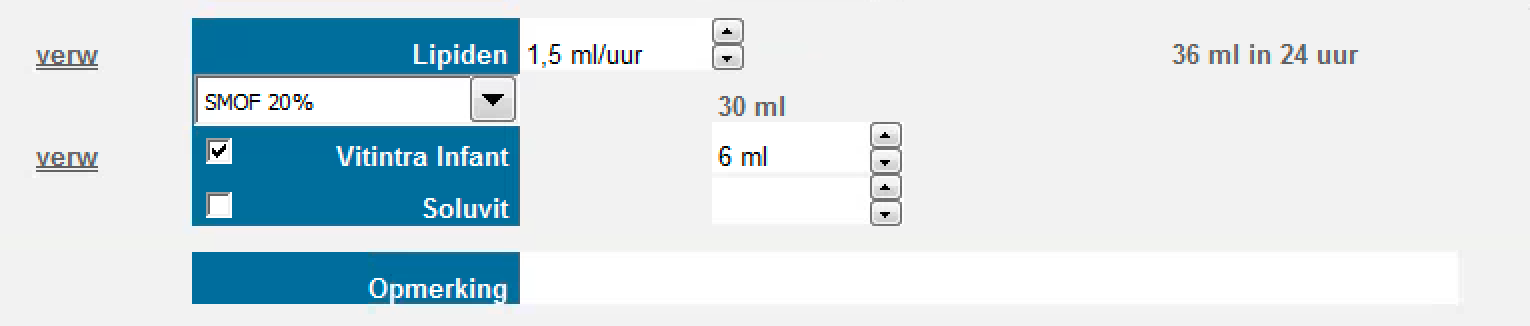 verw Lipiden 1,5 ml/uur 36 ml in 24 uur
SMOF 20% 30 ml
verw Vitintra Infant 6 ml
Soluvit
Opmerking